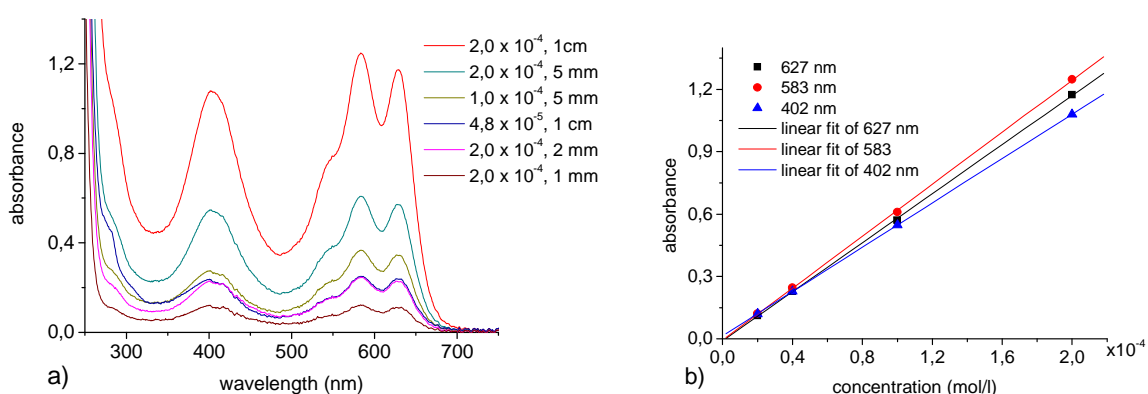 absorbance
1,2
0,8
0,4
0,0
300 400 500 600 700
wavelength (nm)
a)
2,0 x 10⁻⁴, 1cm
2,0 x 10⁻⁴, 5 mm
1,0 x 10⁻⁴, 5 mm
4,8 x 10⁻⁵, 1 cm
2,0 x 10⁻⁴, 2 mm
2,0 x 10⁻⁴, 1 mm
absorbance
1,2
0,9
0,6
0,3
0,0
0,0 0,4 0,8 1,2 1,6 2,0
x10⁻⁴
concentration (mol/l)
b)
627 nm
583 nm
402 nm
linear fit of 627 nm
linear fit of 583
linear fit of 402 nm